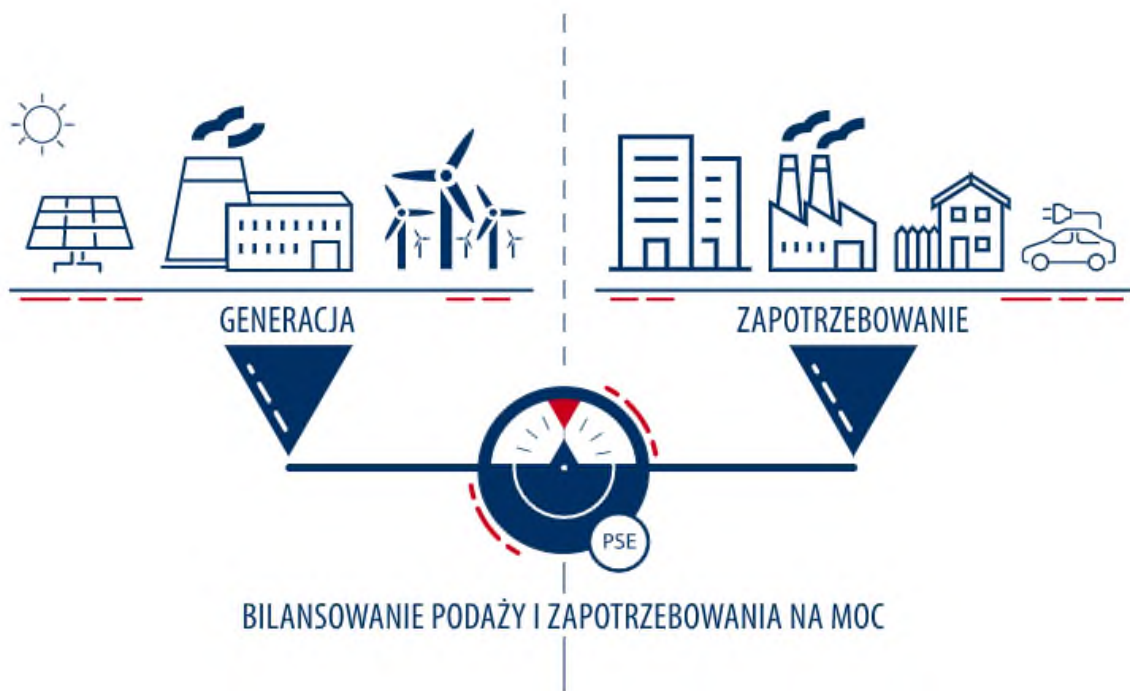 GENERACJA
ZAPOTRZEBOWANIE
PSE
BILANSOWANIE PODAŻY I ZAPOTRZEBOWANIA NA MOC